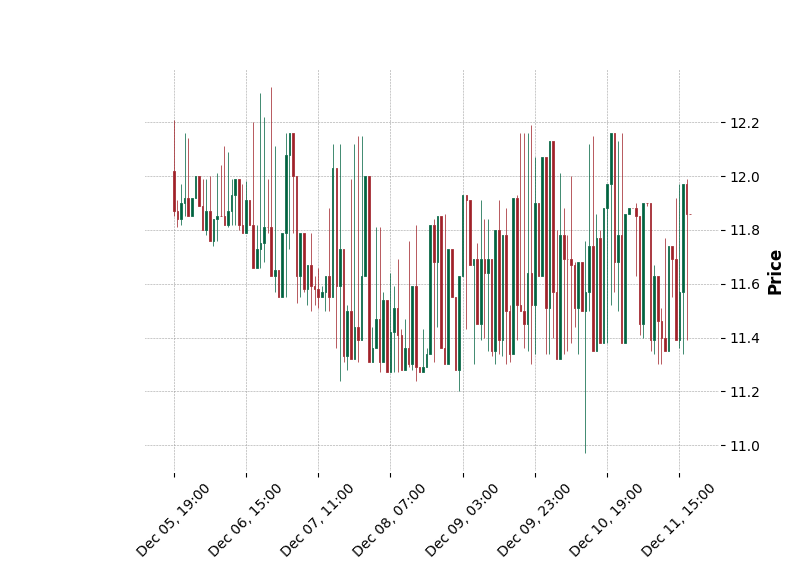 12.2
12.0
11.8
11.6
11.4
11.2
11.0
Price
Dec 05, 19:00
Dec 06, 15:00
Dec 07, 11:00
Dec 08, 07:00
Dec 09, 03:00
Dec 09, 23:00
Dec 10, 19:00
Dec 11, 15:00